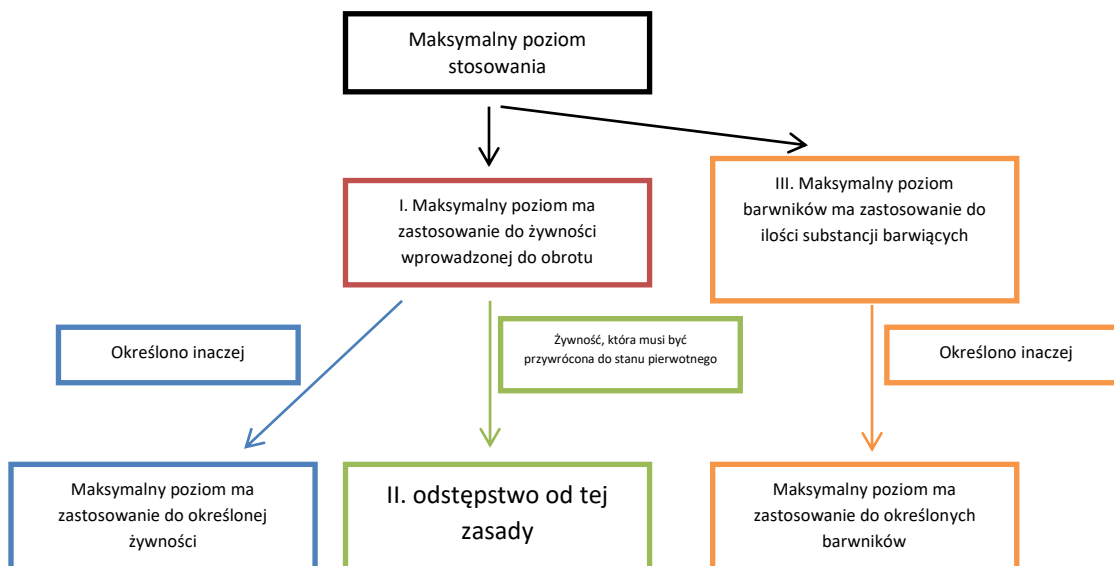 Maksymalny poziom
stosowania
I. Maksymalny poziom ma
zastosowanie do żywności
wprowadzonej do obrotu
III. Maksymalny poziom
barwników ma zastosowanie do
ilości substancji barwiących
Określono inaczej
Żywność, która musi być
przywrócona do stanu pierwotnego
Określono inaczej
Maksymalny poziom ma
zastosowanie do określonej
żywności
II. odstępstwo od tej
zasady
Maksymalny poziom ma
zastosowanie do określonych
barwników